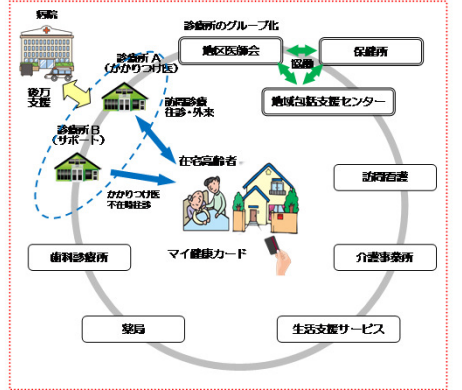 病院
診療所のグループ化
地区医師会
保健所
協働
診療所A
(かかりつけ医)
地域包括支援センター
後方
支援
訪問診療
往診・外来
診療所B
(サポート)
在宅高齢者
訪問看護
かかりつけ医
不在時往診
マイ健康カード
歯科診療所
介護事業所
薬局
生活支援サービス